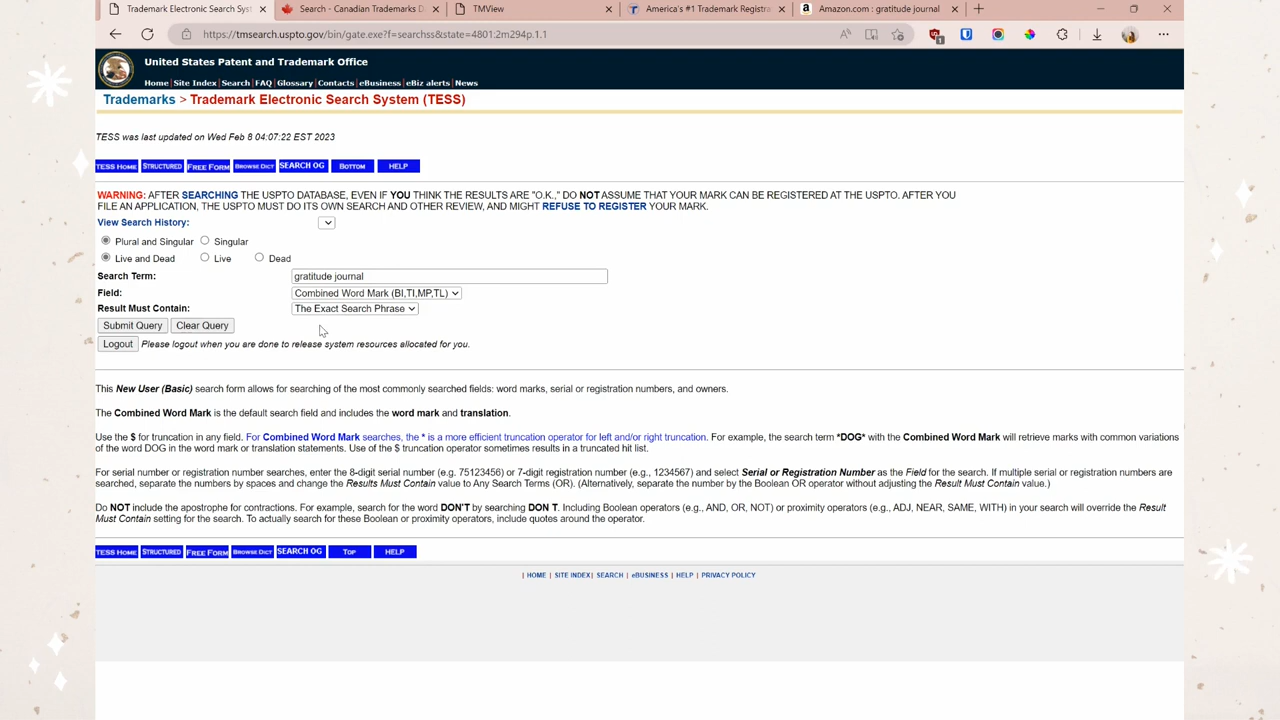 Trademark Electronic Search Sys
Search - Canadian Trademarks D
TMView
America's #1 Trademark Registra
Amazon.com : gratitude journal
https://tmsearch.uspto.gov/bin/gate.exe?f=searchss&state=4801:2m294p.1.1
United States Patent and Trademark Office
Home | Site Index | Search | FAQ | Glossary | Contacts | eBusiness | eBiz alerts | News
Trademarks > Trademark Electronic Search System (TESS)
TESS was last updated on Wed Feb 8 04:07:22 EST 2023
TESS HOME STRUCTURED FREE FORM BROWSE DICT SEARCH OG BOTTOM HELP
WARNING: AFTER SEARCHING THE USPTO DATABASE, EVEN IF YOU THINK THE RESULTS ARE "O.K.," DO NOT ASSUME THAT YOUR MARK CAN BE REGISTERED AT THE USPTO. AFTER YOU
FILE AN APPLICATION, THE USPTO MUST DO ITS OWN SEARCH AND OTHER REVIEW, AND MIGHT REFUSE TO REGISTER YOUR MARK.
View Search History:
Plural and Singular Singular
Live and Dead Live Dead
Search Term: gratitude journal
Field: Combined Word Mark (BI,TI,MP,TL)
Result Must Contain: The Exact Search Phrase
Submit Query Clear Query
Logout Please logout when you are done to release system resources allocated for you.
This New User (Basic) search form allows for searching of the most commonly searched fields: word marks, serial or registration numbers, and owners.
The Combined Word Mark is the default search field and includes the word mark and translation.
Use the $ for truncation in any field. For Combined Word Mark searches, the * is a more efficient truncation operator for left and/or right truncation. For example, the search term *DOG* with the Combined Word Mark will retrieve marks with common variations
of the word DOG in the word mark or translation statements. Use of the $ truncation operator sometimes results in a truncated hit list.
For serial number or registration number searches, enter the 8-digit serial number (e.g. 75123456) or 7-digit registration number (e.g., 1234567) and select Serial or Registration Number as the Field for the search. If multiple serial or registration numbers are
searched, separate the numbers by spaces and change the Results Must Contain value to Any Search Terms (OR). (Alternatively, separate the number by the Boolean OR operator without adjusting the Result Must Contain value.)
Do NOT include the apostrophe for contractions. For example, search for the word DON'T by searching DON T. Including Boolean operators (e.g., AND, OR, NOT) or proximity operators (e.g., ADJ, NEAR, SAME, WITH) in your search will override the Result
Must Contain setting for the search. To actually search for these Boolean or proximity operators, include quotes around the operator.
TESS HOME STRUCTURED FREE FORM BROWSE DICT SEARCH OG TOP HELP
| HOME | SITE INDEX | SEARCH | eBUSINESS | HELP | PRIVACY POLICY